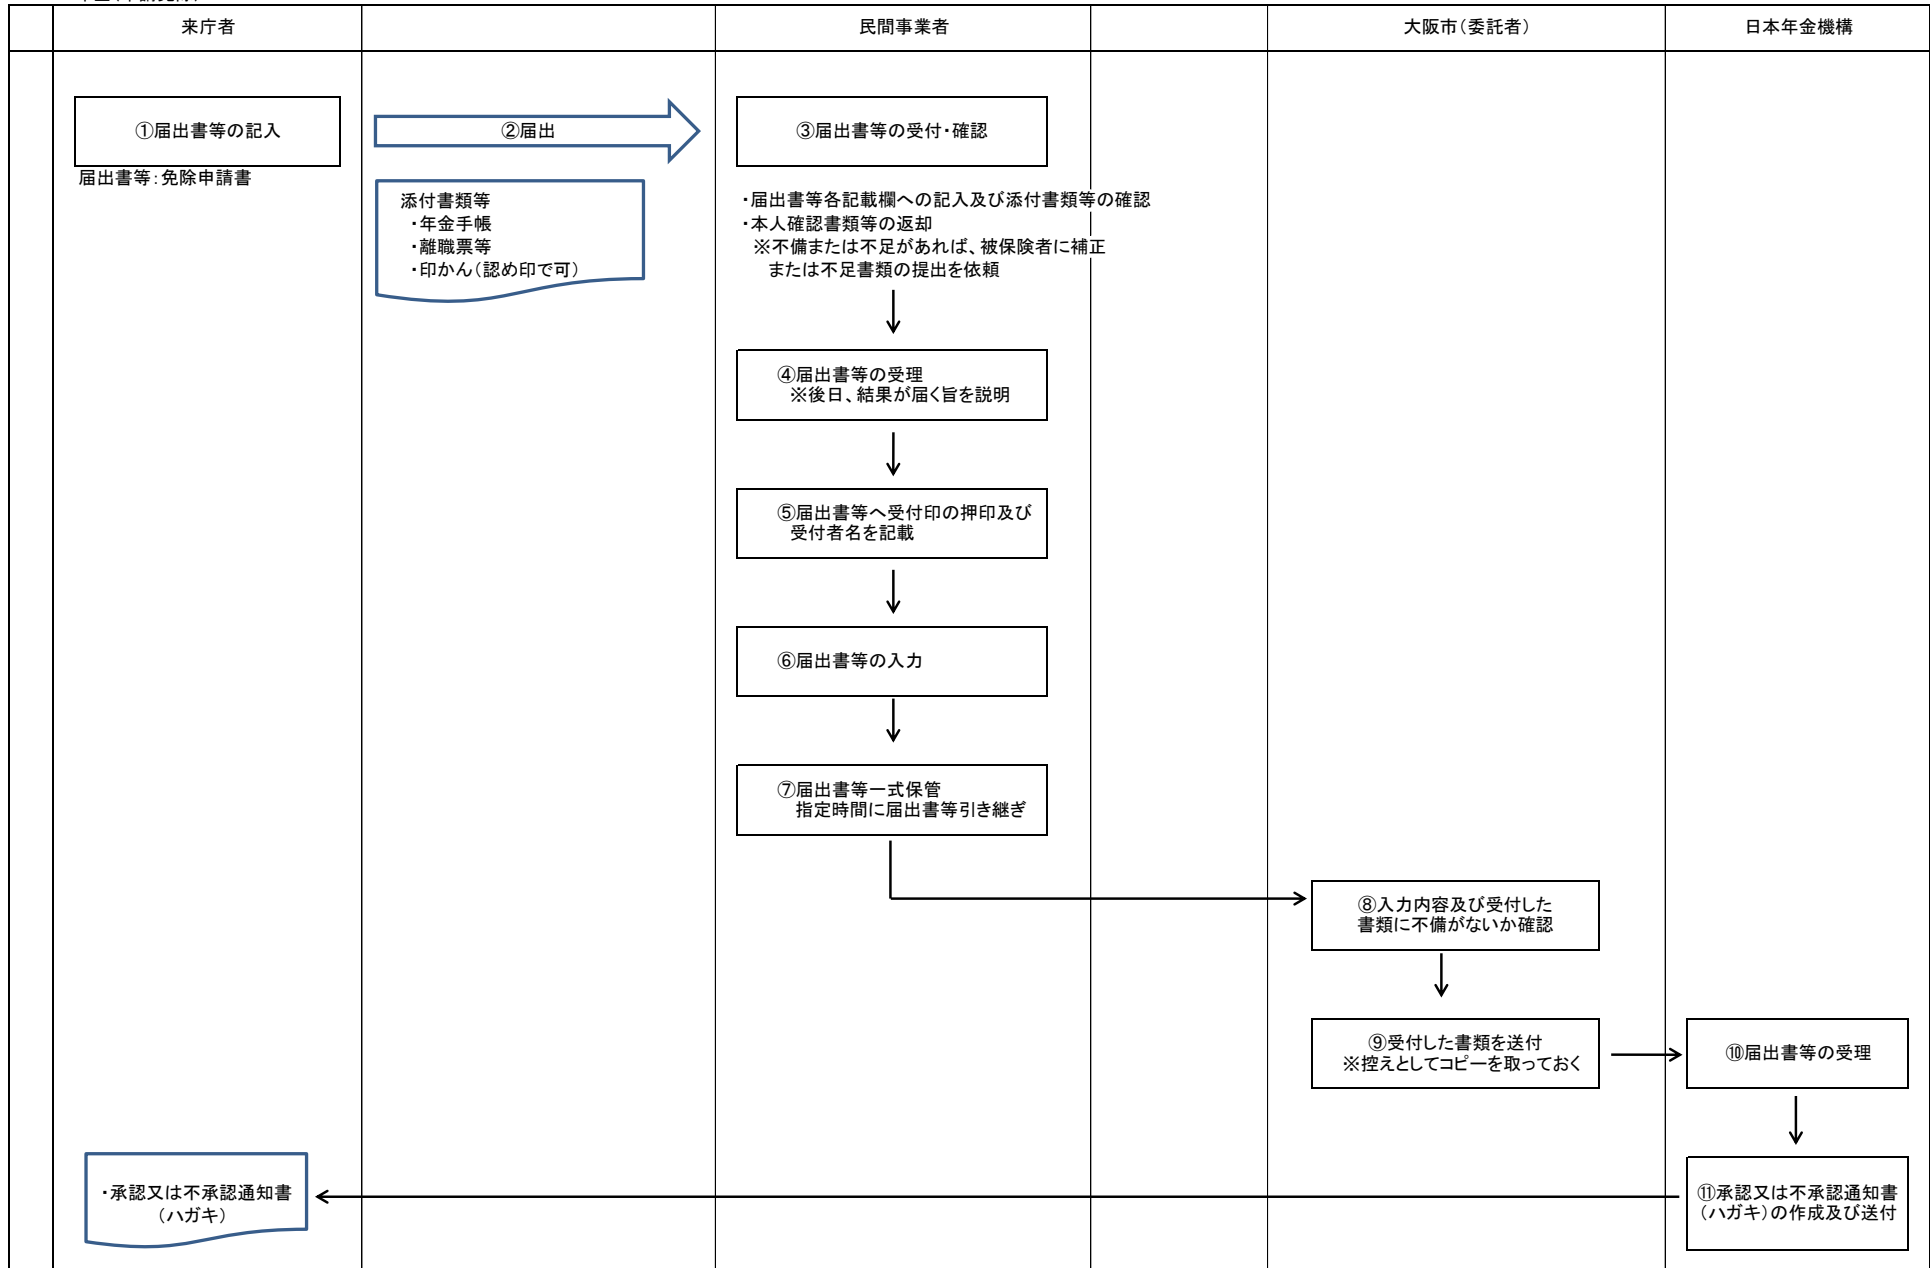 来庁者
民間事業者
大阪市（委託者）
日本年金機構
①届出書等の記入
届出書等：免除申請書
②届出
添付書類等
・年金手帳
・離職票等
・印かん（認め印で可）
③届出書等の受付・確認
・届出書等各記載欄への記入及び添付書類等の確認
・本人確認書類等の返却
※不備または不足があれば、被保険者に補正
または不足書類の提出を依頼
④届出書等の受理
※後日、結果が届く旨を説明
⑤届出書等へ受付印の押印及び
受付者名を記載
⑥届出書等の入力
⑦届出書等一式保管
指定時間に届出書等引き継ぎ
⑧入力内容及び受付した
書類に不備がないか確認
⑨受付した書類を送付
※控えとしてコピーを取っておく
⑩届出書等の受理
⑪承認又は不承認通知書
（ハガキ）の作成及び送付
・承認又は不承認通知書
（ハガキ）